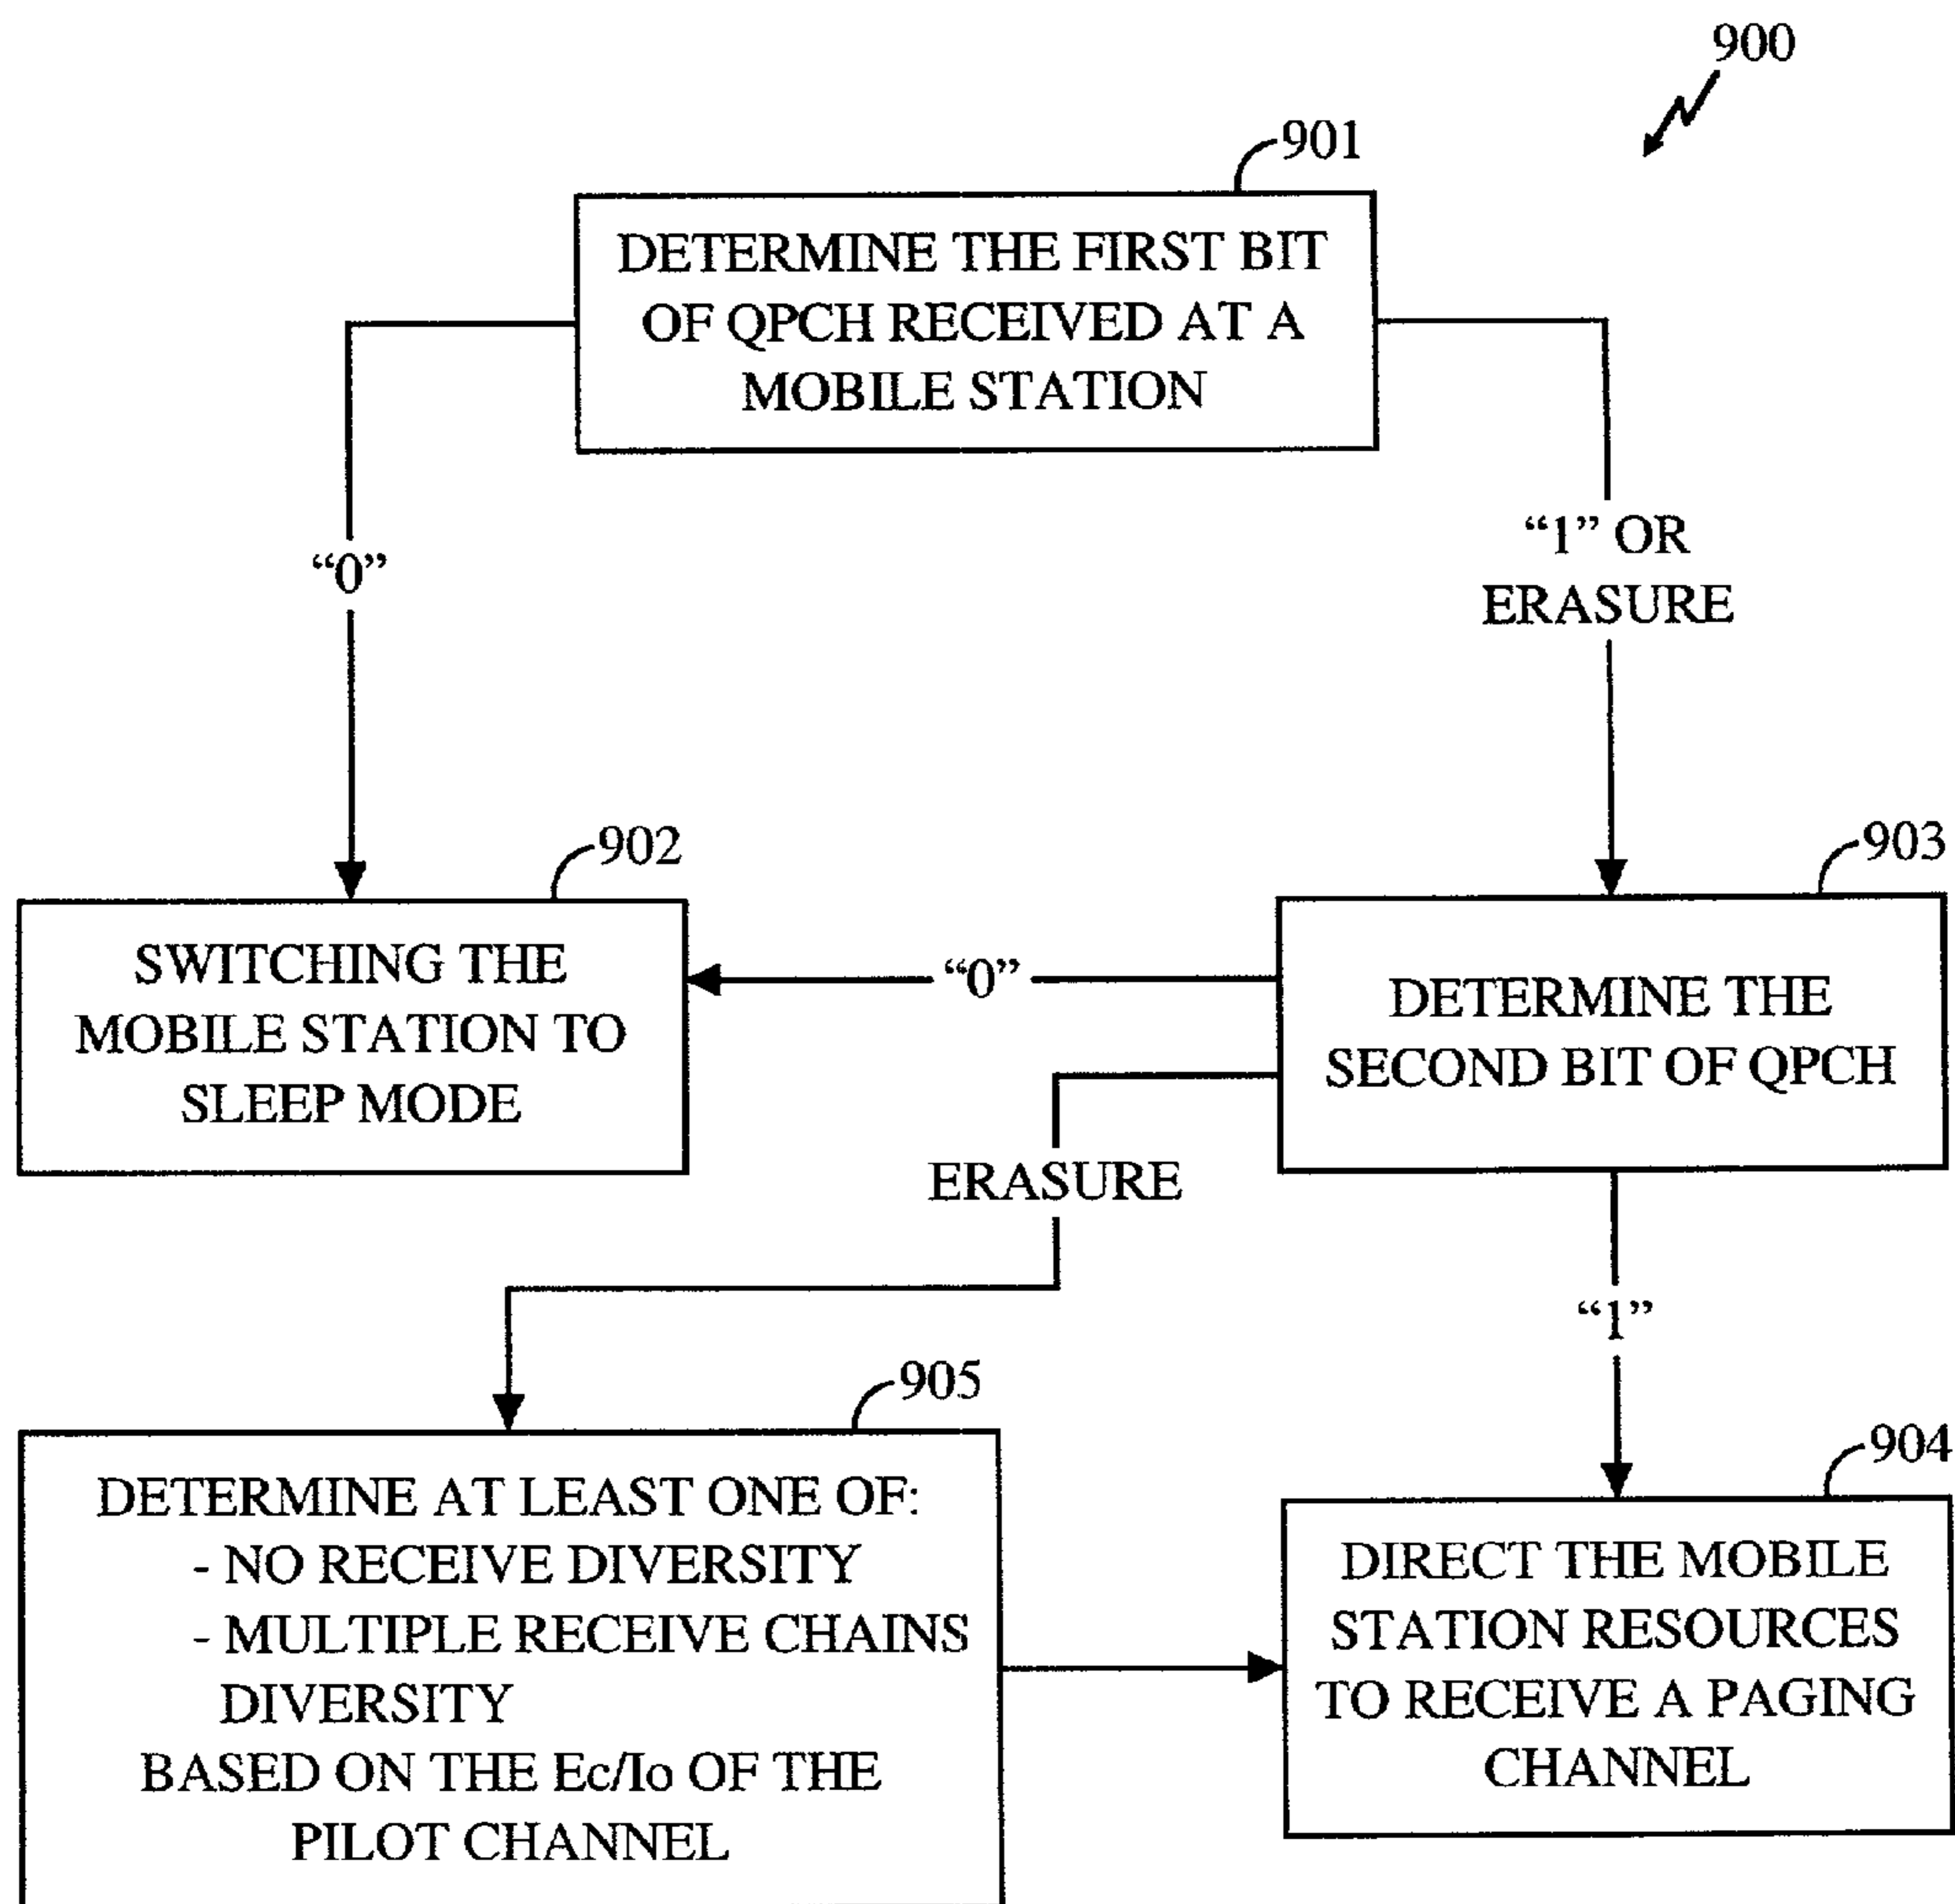 900
901
DETERMINE THE FIRST BIT
OF QPCH RECEIVED AT A
MOBILE STATION
“0”
“1” OR
ERASURE
902
SWITCHING THE
MOBILE STATION TO
SLEEP MODE
“0”
903
DETERMINE THE
SECOND BIT OF QPCH
ERASURE
“1”
905
DETERMINE AT LEAST ONE OF:
- NO RECEIVE DIVERSITY
- MULTIPLE RECEIVE CHAINS
DIVERSITY
BASED ON THE Ec/Io OF THE
PILOT CHANNEL
904
DIRECT THE MOBILE
STATION RESOURCES
TO RECEIVE A PAGING
CHANNEL